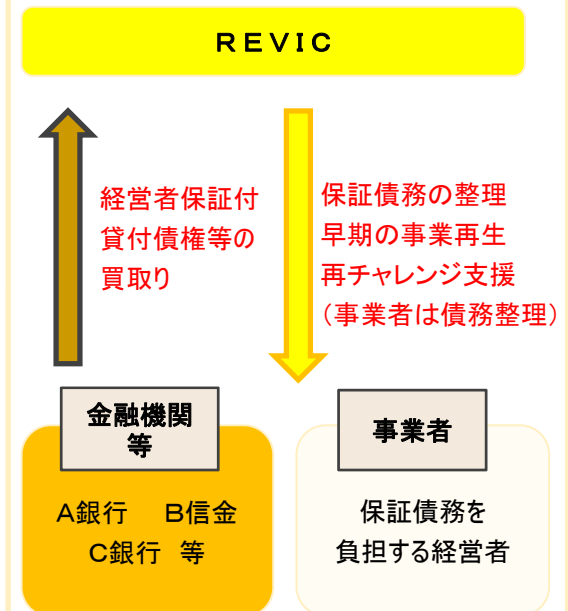 ＲＥＶＩＣ
経営者保証付
貸付債権等の
買取り
保証債務の整理
早期の事業再生
再チャレンジ支援
（事業者は債務整理）
金融機関
等
A銀行　B信金
C銀行 等
事業者
保証債務を
負担する経営者